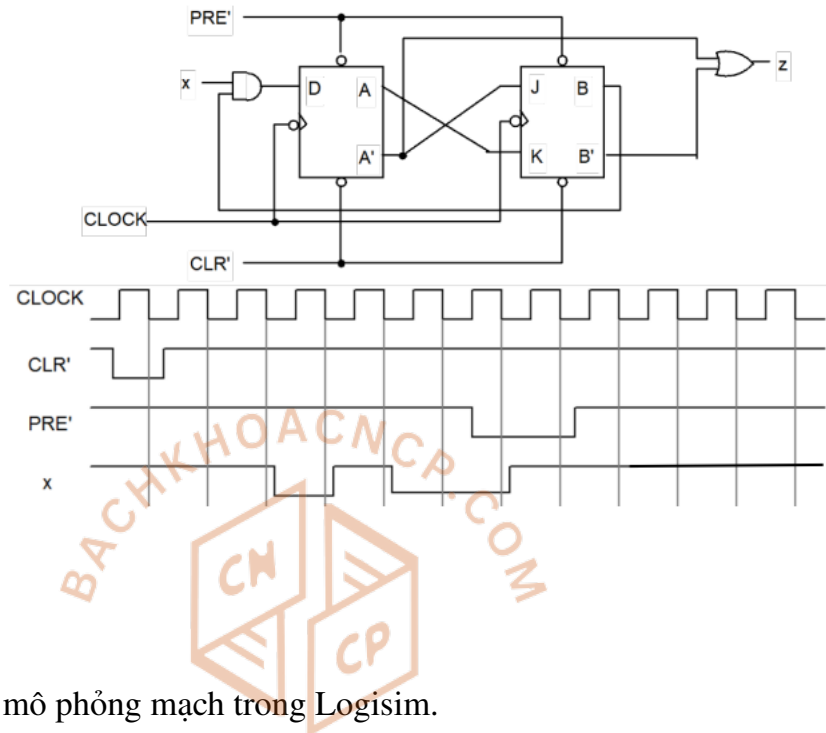 PRE'
x
D A
J B
z
A'
K B'
CLOCK
CLR'
CLOCK
CLR'
PRE'
x
BACHKHOACNCP.COM
CN
CP
mô phỏng mạch trong Logisim.